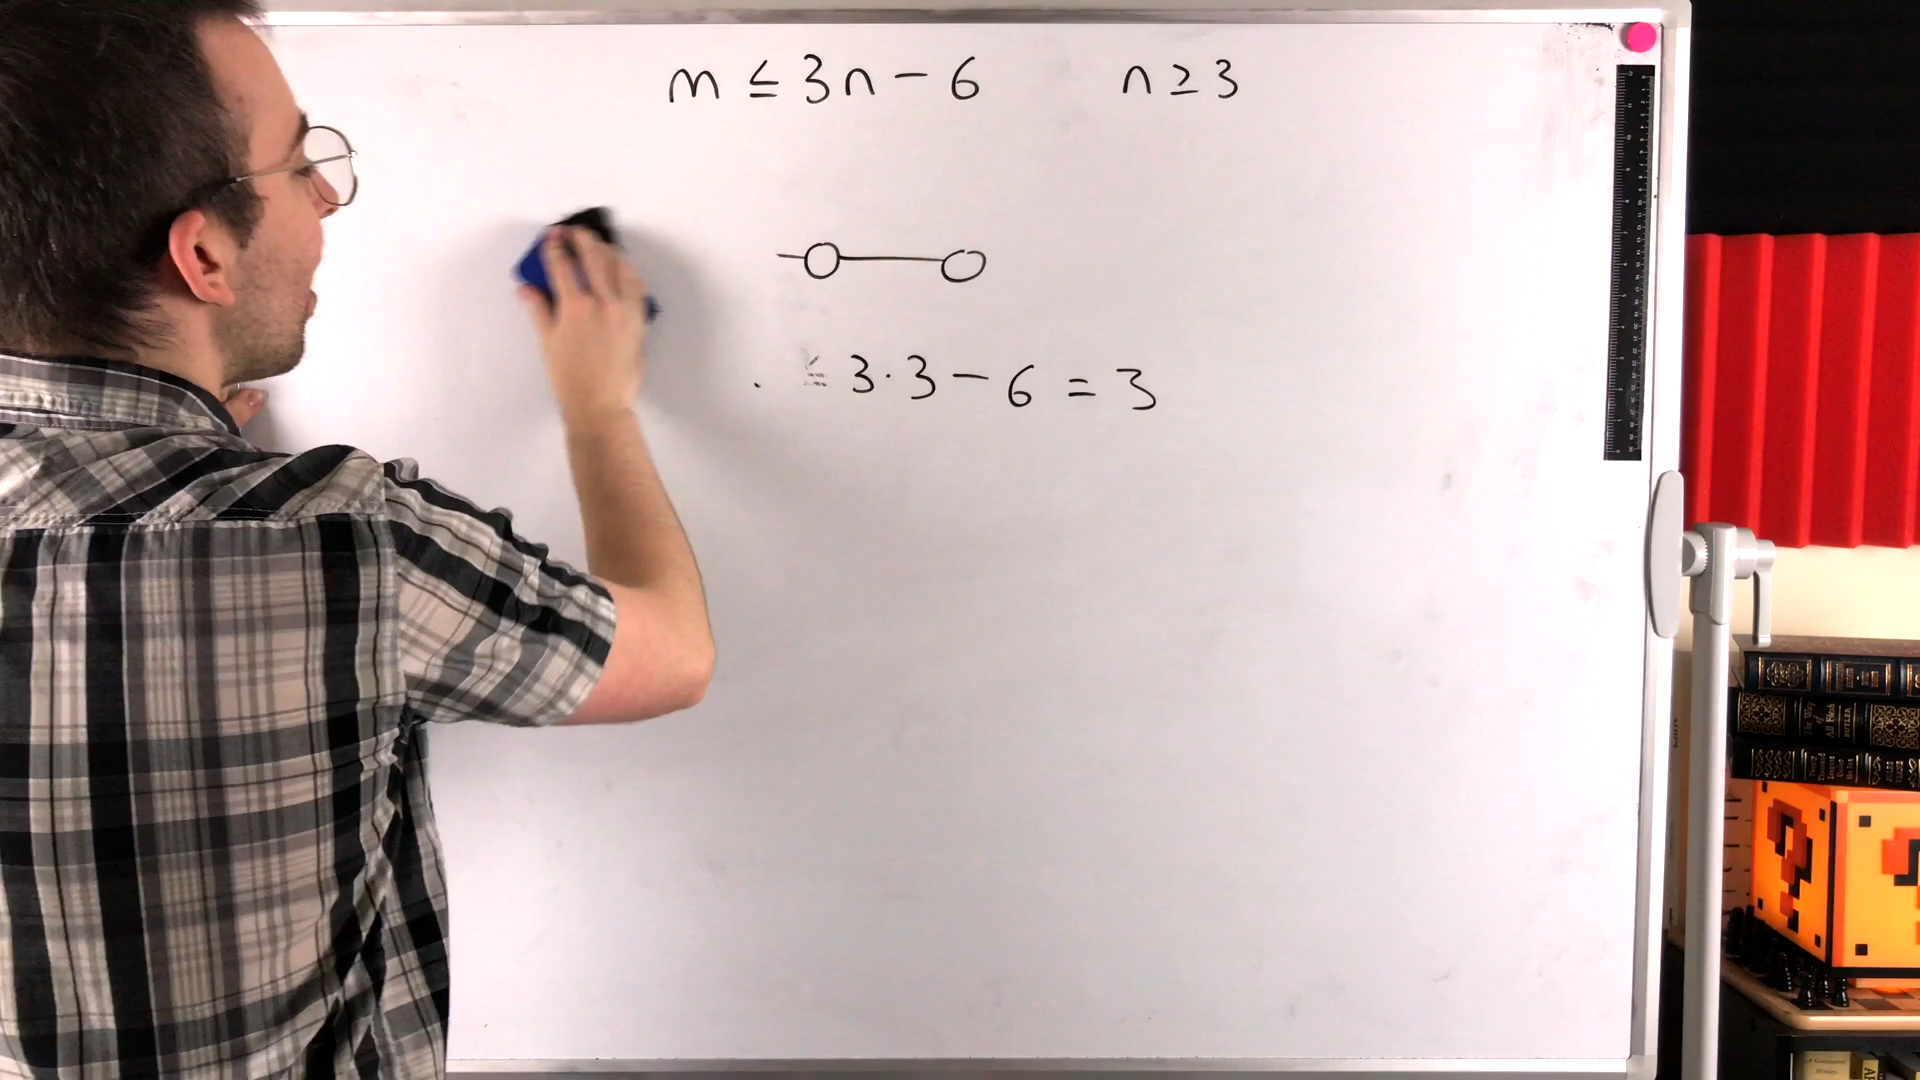 m ≤ 3n - 6 n ≥ 3
≤ 3·3 - 6 = 3